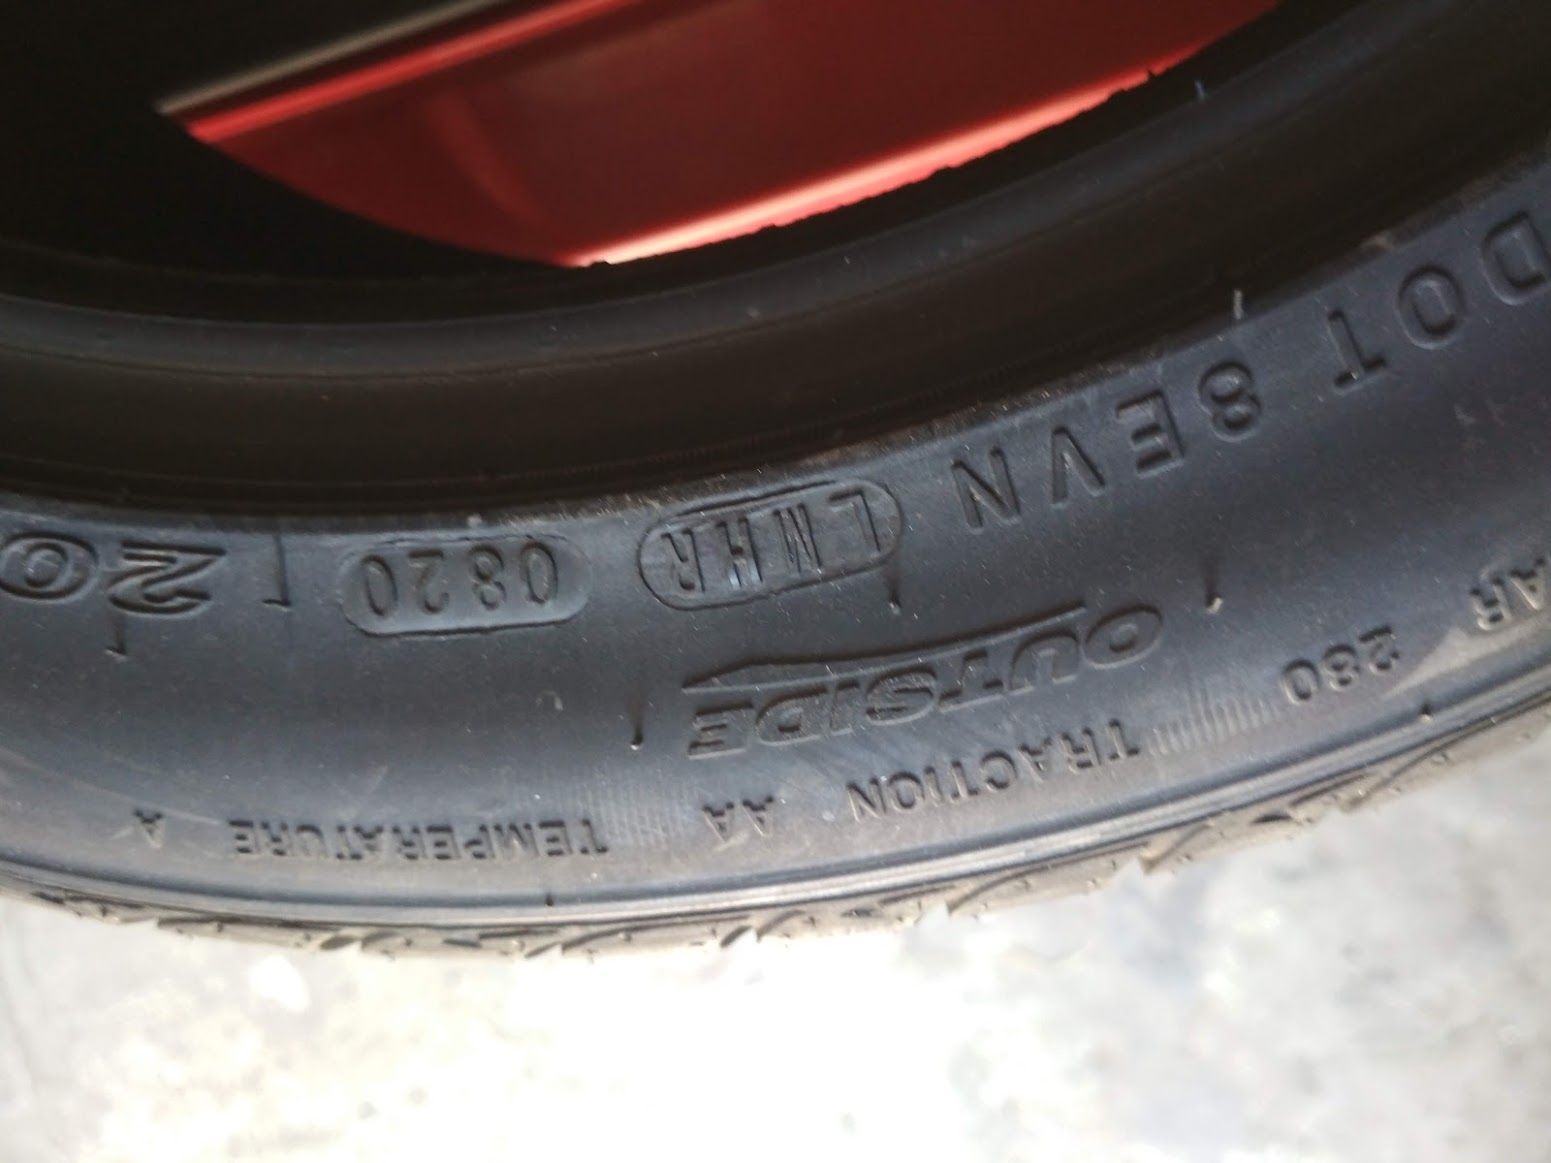 DOT 8EVN LMHR 0820
OUTSIDE
280 TRACTION AA TEMPERATURE A